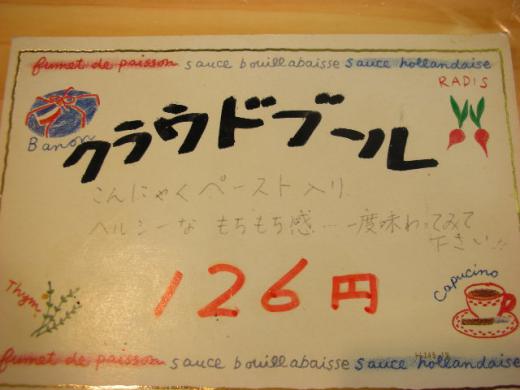 fumet de paisson sauce bouillabaisse sauce hollandaise
RADIS
Banon
クラウドブール
こんにゃくペースト入り
ヘルシーな もちもち感…一度味わってみて
下さい!!
Thym
126円
Capucino
fumet de paisson sauce bouillabaisse sauce hollandaise